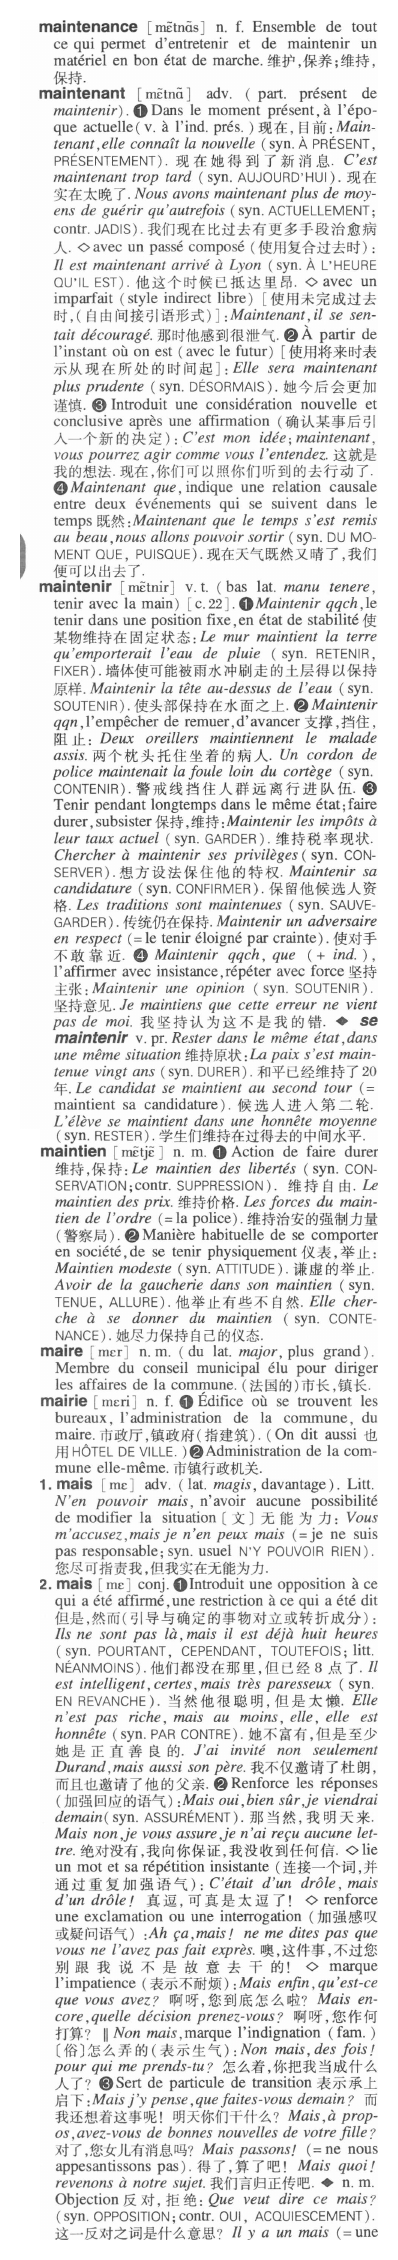 maintenance [mɛ̃tnɑ̃s] n. f. Ensemble de tout
ce qui permet d'entretenir et de maintenir un
matériel en bon état de marche. 维护,保养;维持,
保持.
maintenant [mɛ̃tnɑ̃] adv. ( part. présent de
maintenir). ❶ Dans le moment présent,à l'épo-
que actuelle( v. à l'ind. prés. ) 现在,目前:Main-
tenant,elle connaît la nouvelle (syn. À PRÉSENT,
PRÉSENTEMENT). 现在她得到了新消息. C'est
maintenant trop tard (syn. AUJOURD'HUI). 现在
实在太晚了. Nous avons maintenant plus de moy-
ens de guérir qu'autrefois (syn. ACTUELLEMENT;
contr. JADIS). 我们现在比过去有更多手段治愈病
人. ◇avec un passé composé (使用复合过去时):
Il est maintenant arrivé à Lyon (syn. À L'HEURE
QU'IL EST). 他这个时候已抵达里昂. ◇ avec un
imparfait (style indirect libre) [使用未完成过去
时,(自由间接引语形式)]:Maintenant,il se sen-
tait découragé. 那时他感到很泄气. ❷ À partir de
l'instant où on est (avec le futur) [使用将来时表
示从现在所处的时间起]: Elle sera maintenant
plus prudente (syn. DÉSORMAIS). 她今后会更加
谨慎. ❸ Introduit une considération nouvelle et
conclusive après une affirmation (确认某事后引
入一个新的决定): C'est mon idée; maintenant,
vous pourrez agir comme vous l'entendez. 这就是
我的想法. 现在,你们可以照你们听到的去行动了.
❹ Maintenant que, indique une relation causale
entre deux événements qui se suivent dans le
temps 既然:Maintenant que le temps s'est remis
au beau,nous allons pouvoir sortir (syn. DU MO-
MENT QUE, PUISQUE). 现在天气既然又晴了,我们
便可以出去了.
maintenir [mɛ̃tnir] v. t. ( bas lat. manu tenere,
tenir avec la main) [c. 22]. ❶Maintenir qqch,le
tenir dans une position fixe,en état de stabilité 使
某物维持在固定状态: Le mur maintient la terre
qu'emporterait l'eau de pluie ( syn. RETENIR,
FIXER). 墙体使可能被雨水冲刷走的土层得以保持
原样. Maintenir la tête au-dessus de l'eau (syn.
SOUTENIR). 使头部保持在水面之上. ❷ Maintenir
qqn,l'empêcher de remuer,d'avancer 支撑,挡住,
阻止: Deux oreillers maintiennent le malade
assis. 两个枕头托住坐着的病人. Un cordon de
police maintenait la foule loin du cortège (syn.
CONTENIR). 警戒线挡住人群远离行进队伍. ❸
Tenir pendant longtemps dans le même état;faire
durer,subsister 保持,维持: Maintenir les impôts à
leur taux actuel (syn. GARDER). 维持税率现状.
Chercher à maintenir ses privilèges (syn. CON-
SERVER). 想方设法保住他的特权. Maintenir sa
candidature (syn. CONFIRMER). 保留他候选人资
格. Les traditions sont maintenues (syn. SAUVE-
GARDER). 传统仍在保持. Maintenir un adversaire
en respect (= le tenir éloigné par crainte). 使对手
不敢靠近. ❹ Maintenir qqch, que ( + ind. ),
l'affirmer avec insistance,répéter avec force 坚持
主张: Maintenir une opinion (syn. SOUTENIR).
坚持意见. Je maintiens que cette erreur ne vient
pas de moi. 我坚持认为这不是我的错. ◆ se
maintenir v. pr. Rester dans le même état,dans
une même situation 维持原状:La paix s'est main-
tenue vingt ans (syn. DURER). 和平已经维持了20
年. Le candidat se maintient au second tour (=
maintient sa candidature). 候选人进入第二轮.
L'élève se maintient dans une honnête moyenne
(syn. RESTER). 学生们维持在过得去的中间水平.
maintien [mɛ̃tjɛ̃] n. m. ❶ Action de faire durer
维持,保持: Le maintien des libertés ( syn. CON-
SERVATION;contr. SUPPRESSION). 维持自由. Le
maintien des prix. 维持价格. Les forces du main-
tien de l'ordre (= la police). 维持治安的强制力量
(警察局). ❷ Manière habituelle de se comporter
en société,de se tenir physiquement 仪表,举止:
Maintien modeste (syn. ATTITUDE). 谦虚的举止.
Avoir de la gaucherie dans son maintien (syn.
TENUE, ALLURE). 他举止有些不自然. Elle cher-
che à se donner du maintien ( syn. CONTE-
NANCE). 她尽力保持自己的仪态.
maire [mɛr] n. m. ( du lat. major, plus grand).
Membre du conseil municipal élu pour diriger
les affaires de la commune. (法国的)市长,镇长.
mairie [mɛri] n. f. ❶ Édifice où se trouvent les
bureaux, l'administration de la commune, du
maire. 市政厅,镇政府(指建筑). (On dit aussi 也
用HÔTEL DE VILLE. )❷ Administration de la com-
mune elle-même. 市镇行政机关.
1. mais [mɛ] adv. (lat. magis, davantage). Litt.
N'en pouvoir mais, n'avoir aucune possibilité
de modifier la situation [文] 无能为力: Vous
m'accusez,mais je n'en peux mais (= je ne suis
pas responsable; syn. usuel N'Y POUVOIR RIEN).
您尽可指责我,但我实在无能为力.
2. mais [mɛ] conj. ❶Introduit une opposition à ce
qui a été affirmé,une restriction à ce qui a été dit
但是,然而(引导与确定的事物对立或转折成分):
Ils ne sont pas là, mais il est déjà huit heures
(syn. POURTANT, CEPENDANT, TOUTEFOIS; litt.
NÉANMOINS). 他们都没在那里,但已经 8 点了. Il
est intelligent,certes,mais très paresseux (syn.
EN REVANCHE). 当然他很聪明,但是太懒. Elle
n'est pas riche, mais au moins, elle, elle est
honnête (syn. PAR CONTRE). 她不富有,但是至少
她是正直善良的. J'ai invité non seulement
Durand,mais aussi son père. 我不仅邀请了杜朗,
而且也邀请了他的父亲. ❷ Renforce les réponses
(加强回应的语气):Mais oui,bien sûr,je viendrai
demain(syn. ASSURÉMENT). 那当然,我明天来.
Mais non,je vous assure,je n'ai reçu aucune let-
tre. 绝对没有,我向你保证,我没收到任何信. ◇lie
un mot et sa répétition insistante (连接一个词,并
通过重复加强语气): C'était d'un drôle, mais
d'un drôle! 真逗,可真是太逗了! ◇ renforce
une exclamation ou une interrogation (加强感叹
或疑问语气) :Ah ça,mais! ne me dites pas que
vous ne l'avez pas fait exprès. 噢,这件事,不过您
别跟我说不是故意去干的! ◇ marque
l'impatience (表示不耐烦):Mais enfin,qu'est-ce
que vous avez? 啊呀,您到底怎么啦? Mais en-
core,quelle décision prenez-vous? 啊呀,您作何
打算? ‖ Non mais,marque l'indignation (fam. )
[俗]怎么弄的(表示生气): Non mais, des fois!
pour qui me prends-tu? 怎么着,你把我当成什么
人了? ❸ Sert de particule de transition 表示承上
启下:Mais j'y pense,que faites-vous demain? 而
我还想着这事呢! 明天你们干什么? Mais,à prop-
os,avez-vous de bonnes nouvelles de votre fille?
对了,您女儿有消息吗? Mais passons! (= ne nous
appesantissons pas). 得了,算了吧! Mais quoi!
revenons à notre sujet. 我们言归正传吧. ◆ n. m.
Objection 反对,拒绝: Que veut dire ce mais?
(syn. OPPOSITION; contr. OUI, ACQUIESCEMENT).
这一反对之词是什么意思? Il y a un mais (= une